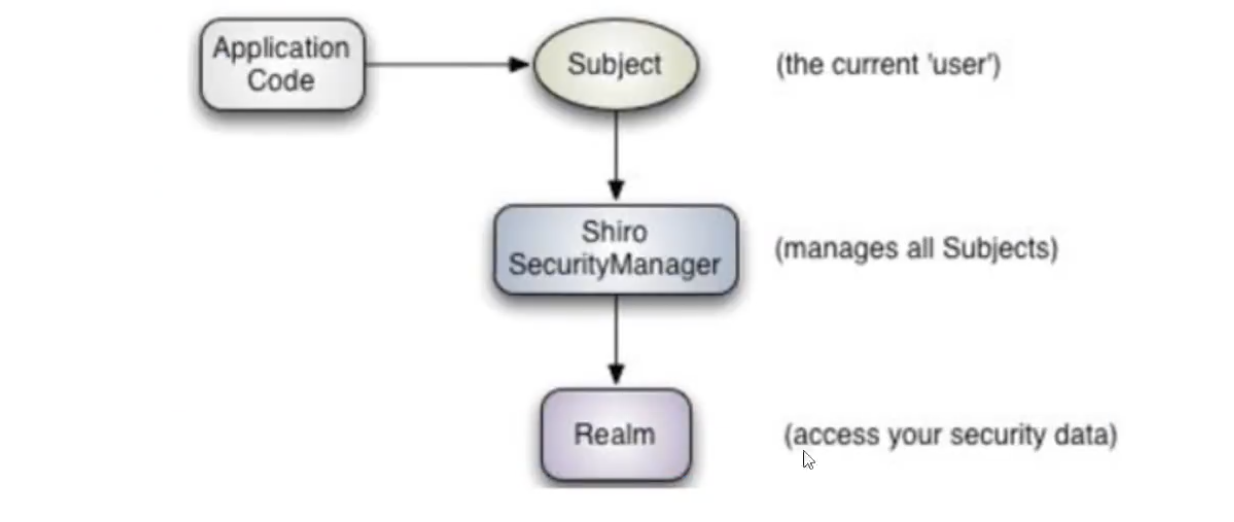 Application
Code
Subject
(the current 'user')
Shiro
SecurityManager
(manages all Subjects)
Realm
(access your security data)